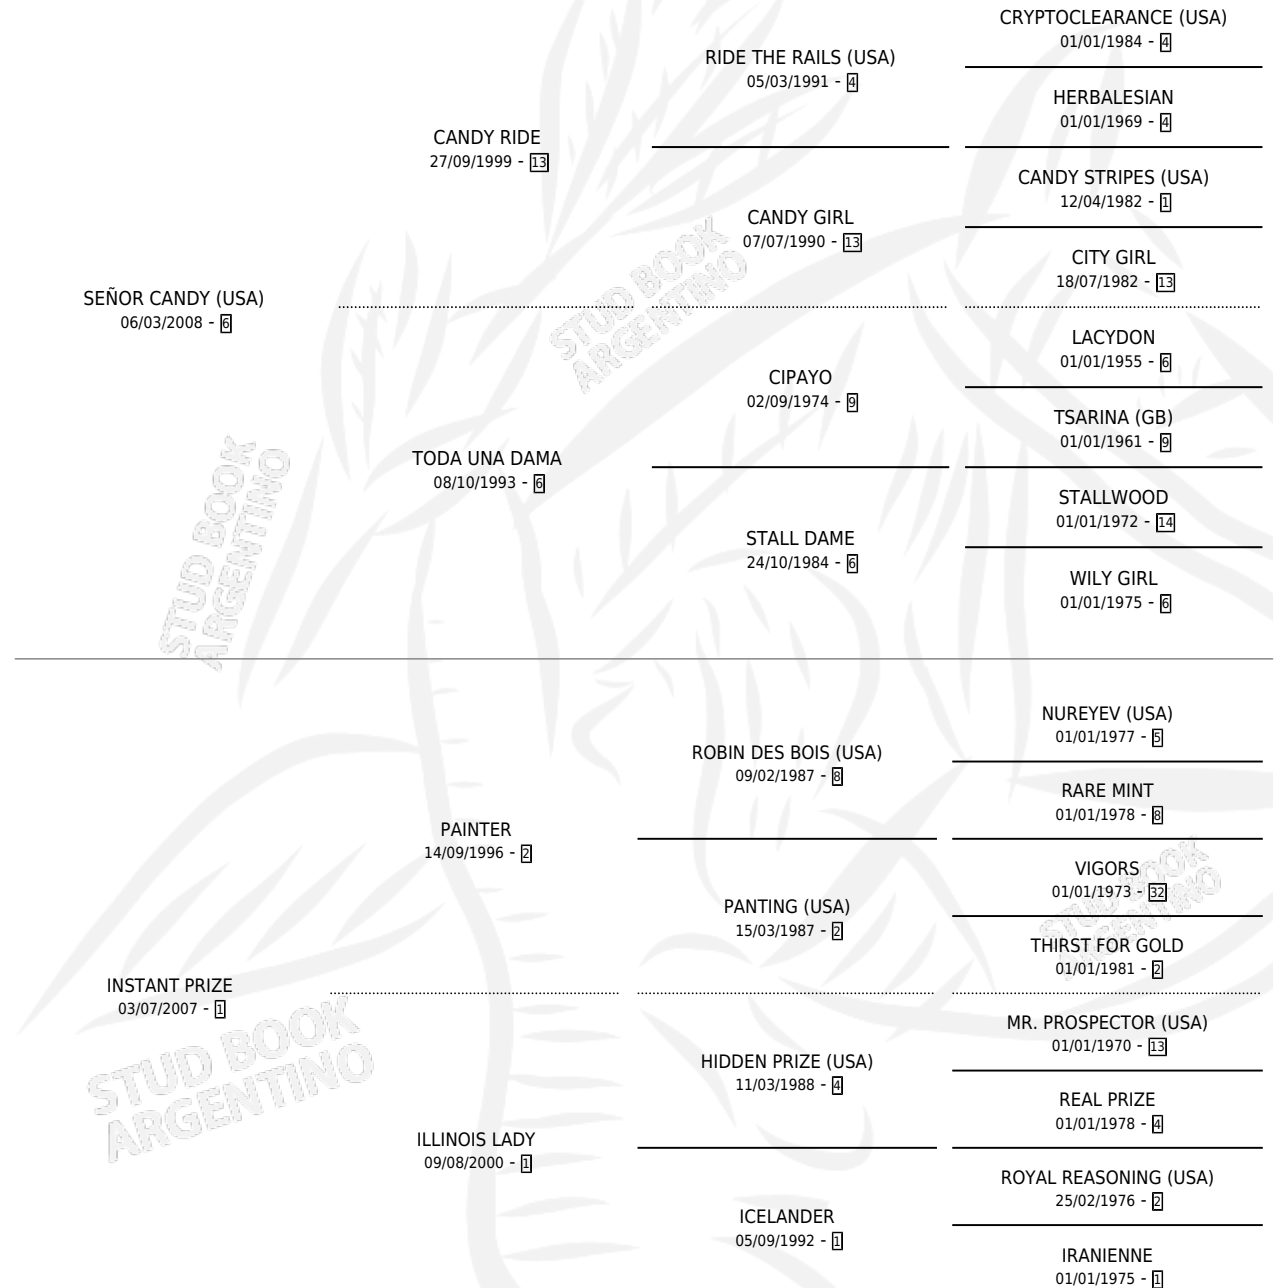 CRYPTOCLEARANCE (USA)
01/01/1984 - 4
RIDE THE RAILS (USA)
05/03/1991 - 4
HERBALESIAN
01/01/1969 - 4
CANDY RIDE
27/09/1999 - 13
CANDY STRIPES (USA)
12/04/1982 - 1
CANDY GIRL
07/07/1990 - 13
CITY GIRL
18/07/1982 - 13
SEÑOR CANDY (USA)
06/03/2008 - 6
STUD BOOK
ARGENTINO
LACYDON
01/01/1955 - 6
CIPAYO
02/09/1974 - 9
TSARINA (GB)
01/01/1961 - 9
TODA UNA DAMA
08/10/1993 - 6
STALLWOOD
01/01/1972 - 14
STALL DAME
24/10/1984 - 6
WILY GIRL
01/01/1975 - 6
STUD BOOK
ARGENTINO
NUREYEV (USA)
01/01/1977 - 5
ROBIN DES BOIS (USA)
09/02/1987 - 8
RARE MINT
01/01/1978 - 8
PAINTER
14/09/1996 - 2
VIGORS
01/01/1973 - 32
PANTING (USA)
15/03/1987 - 2
STUD BOOK
ARGENTINO
THIRST FOR GOLD
01/01/1981 - 2
INSTANT PRIZE
03/07/2007 - 1
STUD BOOK
ARGENTINO
MR. PROSPECTOR (USA)
01/01/1970 - 13
HIDDEN PRIZE (USA)
11/03/1988 - 4
REAL PRIZE
01/01/1978 - 4
ILLINOIS LADY
09/08/2000 - 1
ROYAL REASONING (USA)
25/02/1976 - 2
ICELANDER
05/09/1992 - 1
IRANIENNE
01/01/1975 - 1